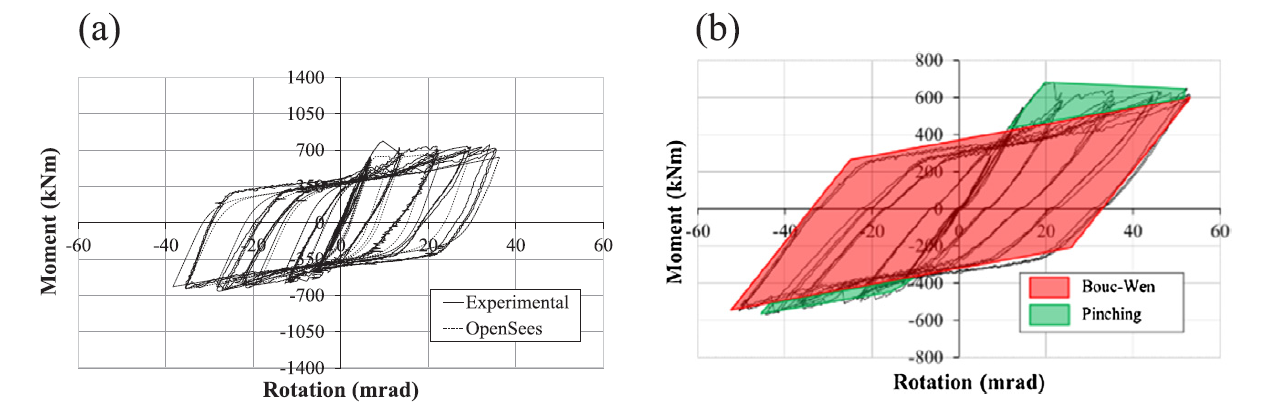 (a)
1400
1050
700
350
0
-60 -40 -20 0 20 40 60
-350
-700
-1050
-1400
Moment (kNm)
Rotation (mrad)
Experimental
OpenSees
(b)
800
600
400
200
0
-60 -40 -20 0 20 40 60
-200
-400
-600
-800
Moment (kNm)
Rotation (mrad)
Bouc-Wen
Pinching